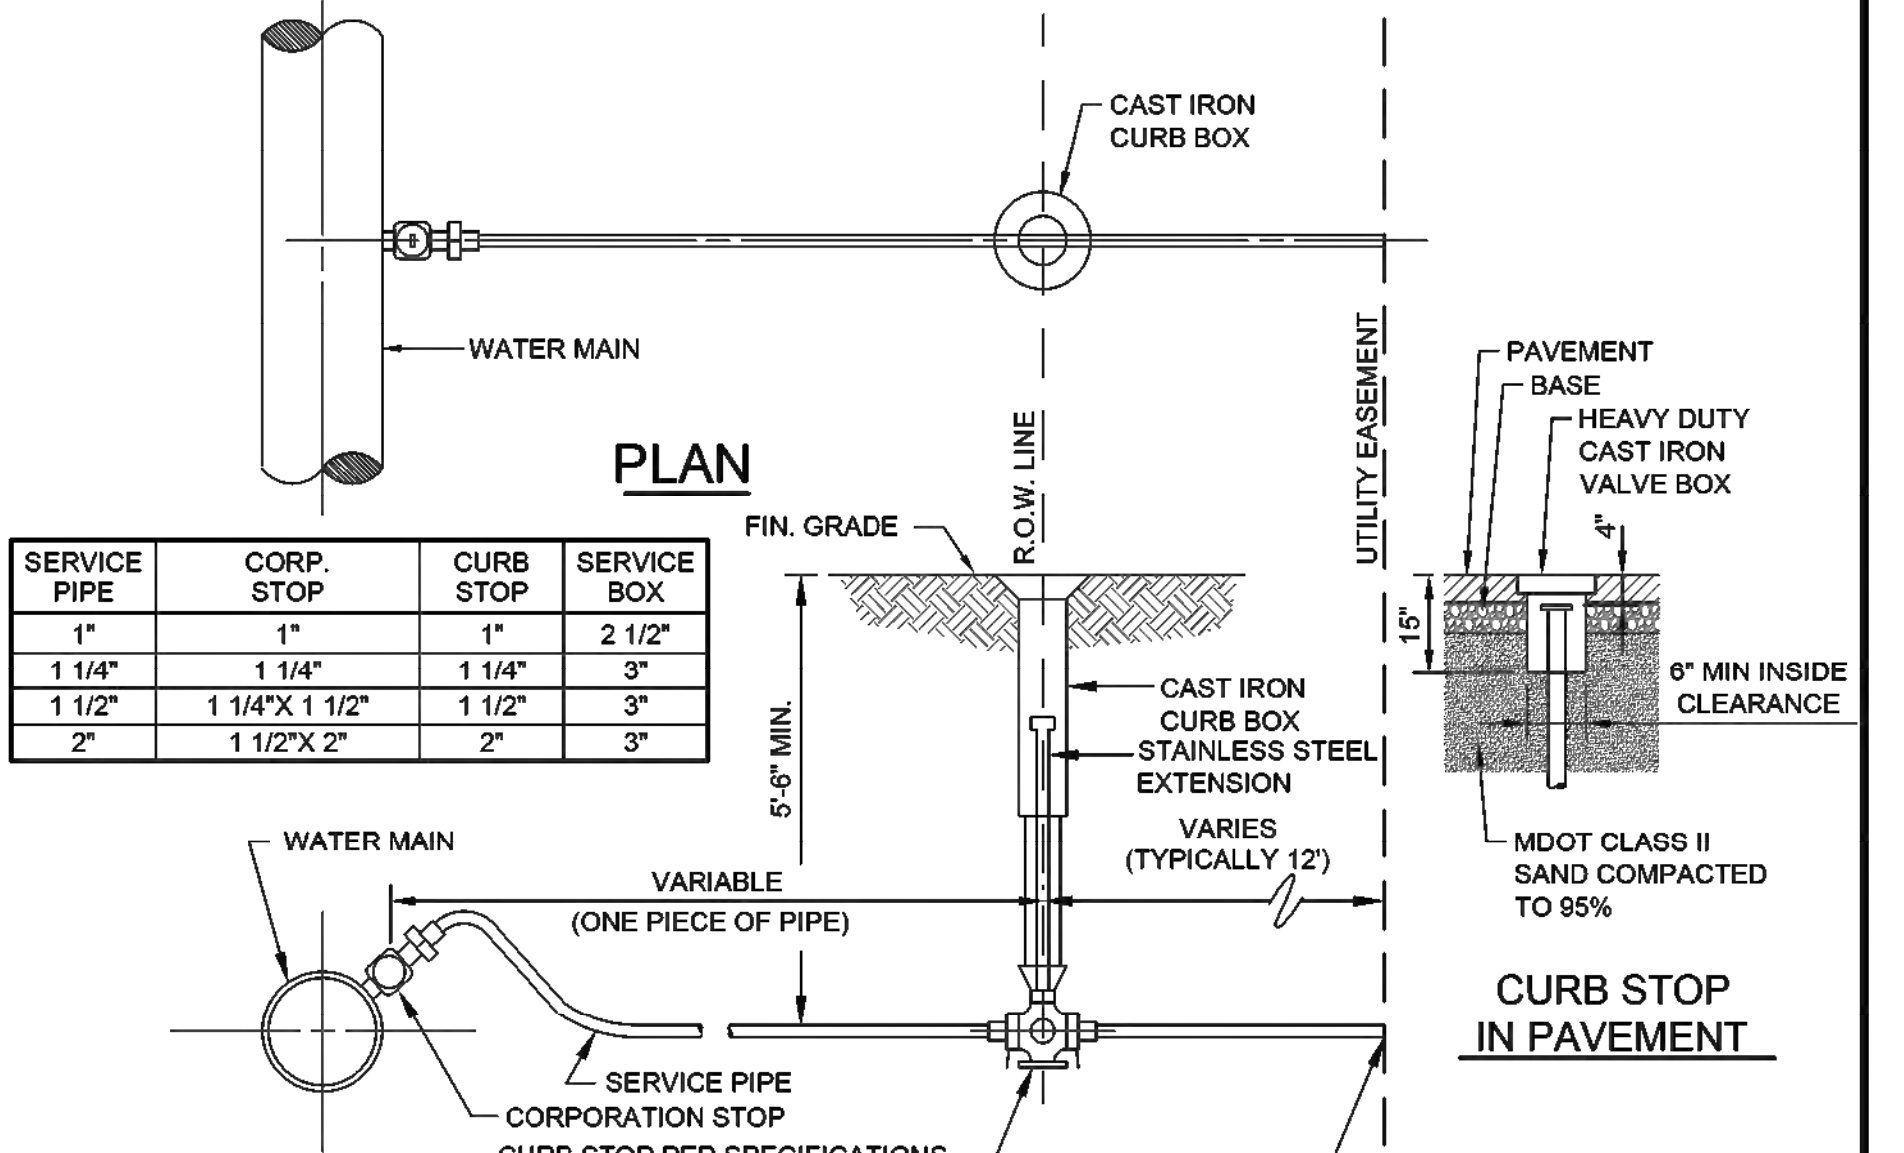 CAST IRON
CURB BOX
WATER MAIN
PLAN
R.O.W. LINE
UTILITY EASEMENT
PAVEMENT
BASE
HEAVY DUTY
CAST IRON
VALVE BOX
4"
15"
6" MIN INSIDE
CLEARANCE
MDOT CLASS II
SAND COMPACTED
TO 95%
CURB STOP
IN PAVEMENT
SERVICE PIPE CORP. STOP CURB STOP SERVICE BOX
1" 1" 1" 2 1/2"
1 1/4" 1 1/4" 1 1/4" 3"
1 1/2" 1 1/4"X 1 1/2" 1 1/2" 3"
2" 1 1/2"X 2" 2" 3"
FIN. GRADE
5'-6" MIN.
CAST IRON
CURB BOX
STAINLESS STEEL
EXTENSION
VARIES
(TYPICALLY 12')
WATER MAIN
VARIABLE
(ONE PIECE OF PIPE)
SERVICE PIPE
CORPORATION STOP
CURB STOP PER SPECIFICATIONS